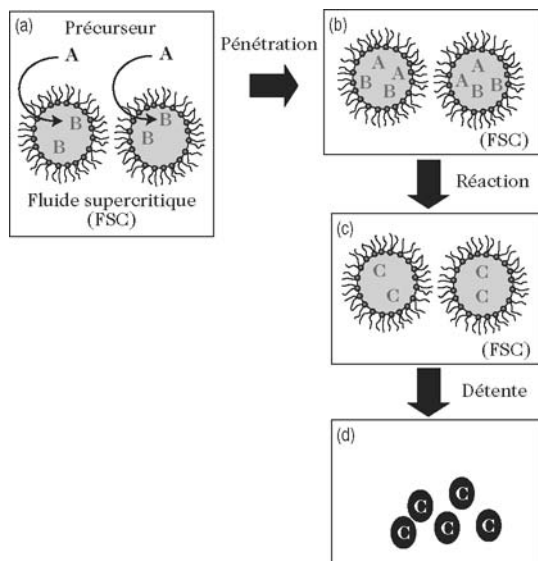 (a)
Précurseur
A
A
B
B
B
B
Fluide supercritique
(FSC)
Pénétration
(b)
A
A
B
B
A
A
B
B
(FSC)
Réaction
(c)
C
C
C
C
(FSC)
Détente
(d)
C
C
C
C
C